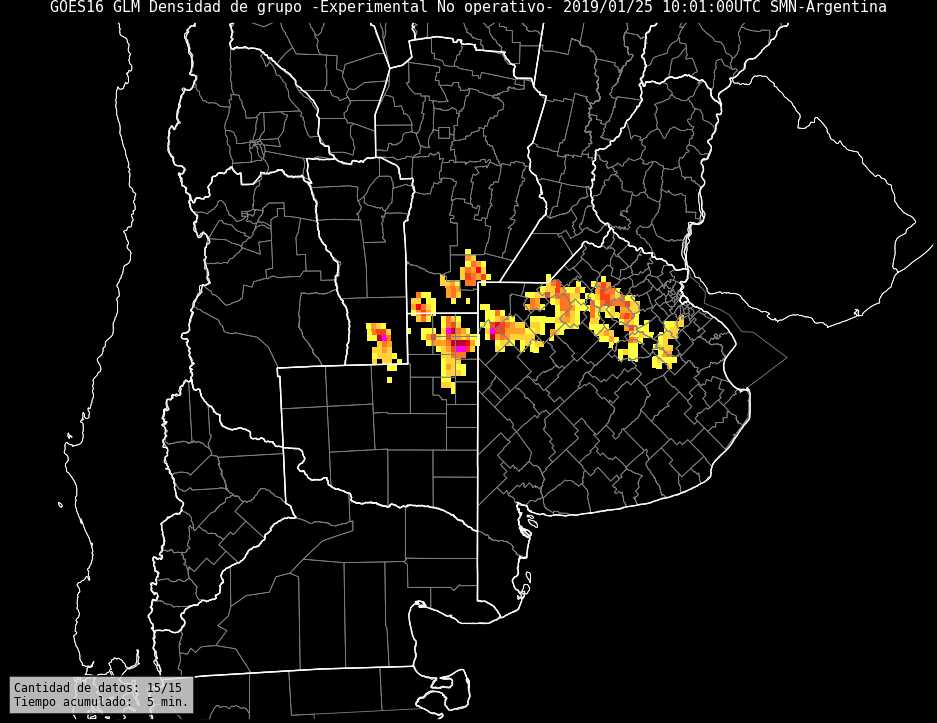 GOES16 GLM Densidad de grupo -Experimental No operativo- 2019/01/25 10:01:00UTC SMN-Argentina
Cantidad de datos: 15/15
Tiempo acumulado:  5 min.